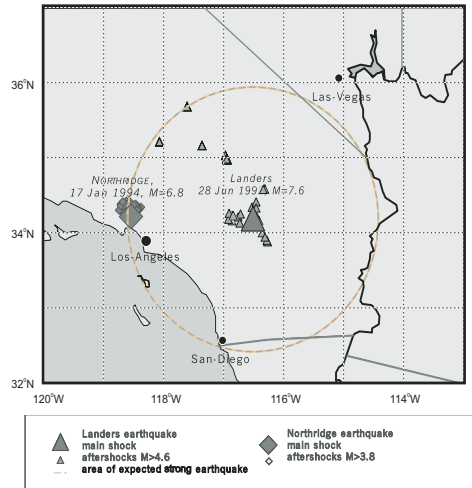 36°N
Las-Vegas
NORTHRIDGE,
17 Jan 1994, M=6.8
Landers
28 Jun 1992, M=7.6
34°N
Los-Angeles
San-Diego
32°N
120°W
118°W
116°W
114°W
Landers earthquake
main shock
aftershocks M>4.6
area of expected strong earthquake
Northridge earthquake
main shock
aftershocks M>3.8